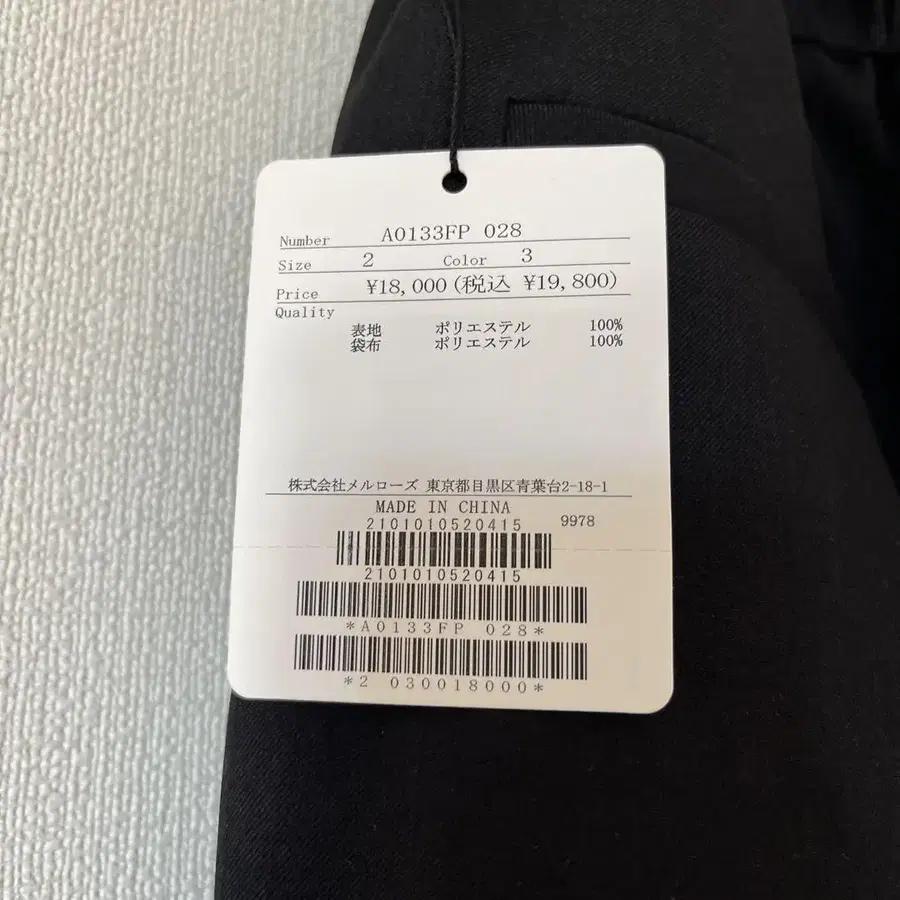 Number A0133FP 028
Size 2 Color 3
Price ¥18,000(税込 ¥19,800)
Quality
表地 ポリエステル 100%
袋布 ポリエステル 100%
株式会社メルローズ 東京都目黒区青葉台2-18-1
MADE IN CHINA
2101010520415 9978
2101010520415
*A0133FP 028*
*2 030018000*